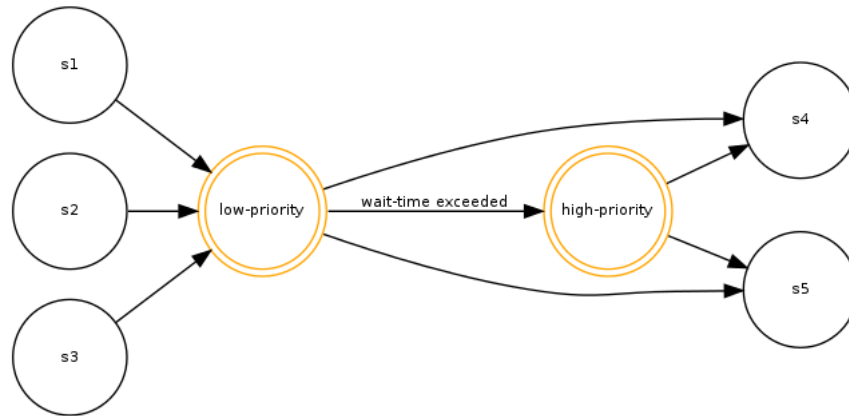 s1
s2
s3
low-priority
wait-time exceeded
high-priority
s4
s5